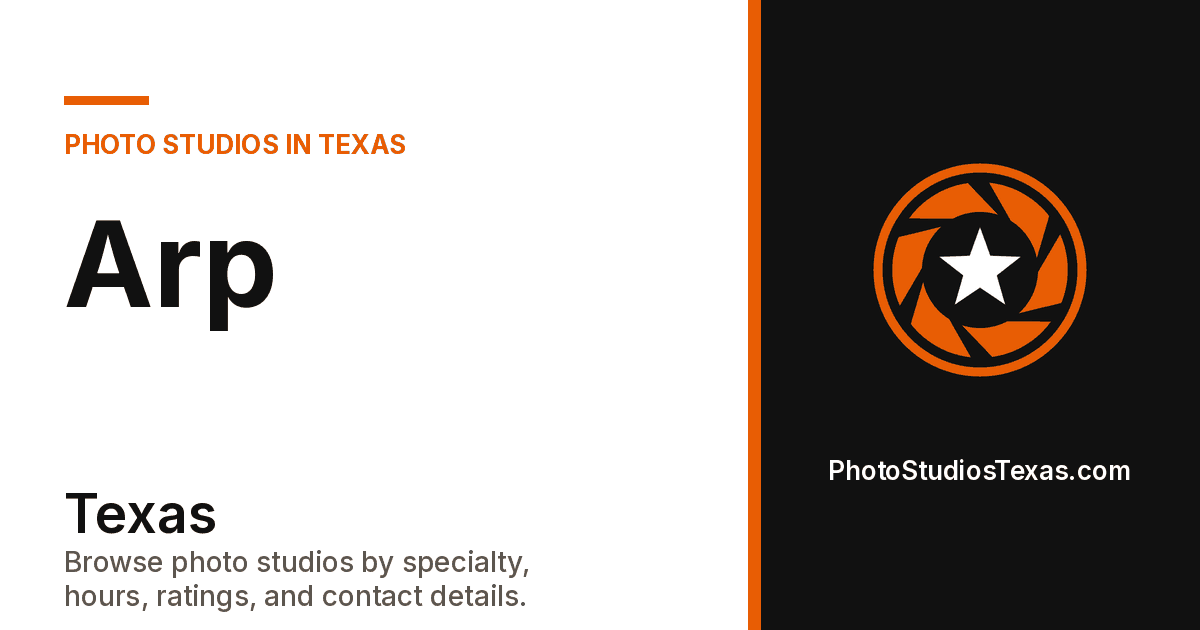 PHOTO STUDIOS IN TEXAS
Arp
Texas
Browse photo studios by specialty,
hours, ratings, and contact details.
PhotoStudiosTexas.com